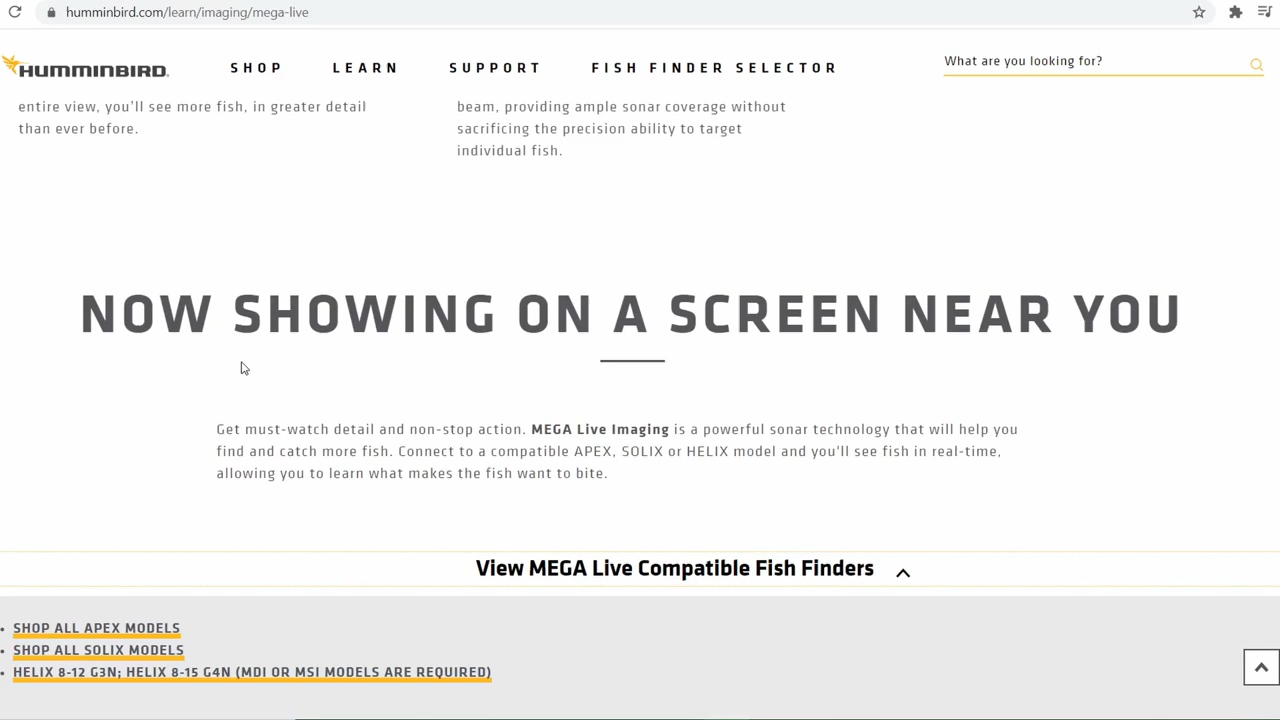 humminbird.com/learn/imaging/mega-live
HUMMINBIRD.
SHOP
LEARN
SUPPORT
FISH FINDER SELECTOR
What are you looking for?
entire view, you'll see more fish, in greater detail
than ever before.
beam, providing ample sonar coverage without
sacrificing the precision ability to target
individual fish.
NOW SHOWING ON A SCREEN NEAR YOU
Get must-watch detail and non-stop action. MEGA Live Imaging is a powerful sonar technology that will help you
find and catch more fish. Connect to a compatible APEX, SOLIX or HELIX model and you'll see fish in real-time,
allowing you to learn what makes the fish want to bite.
View MEGA Live Compatible Fish Finders
• SHOP ALL APEX MODELS
• SHOP ALL SOLIX MODELS
• HELIX 8-12 G3N; HELIX 8-15 G4N (MDI OR MSI MODELS ARE REQUIRED)